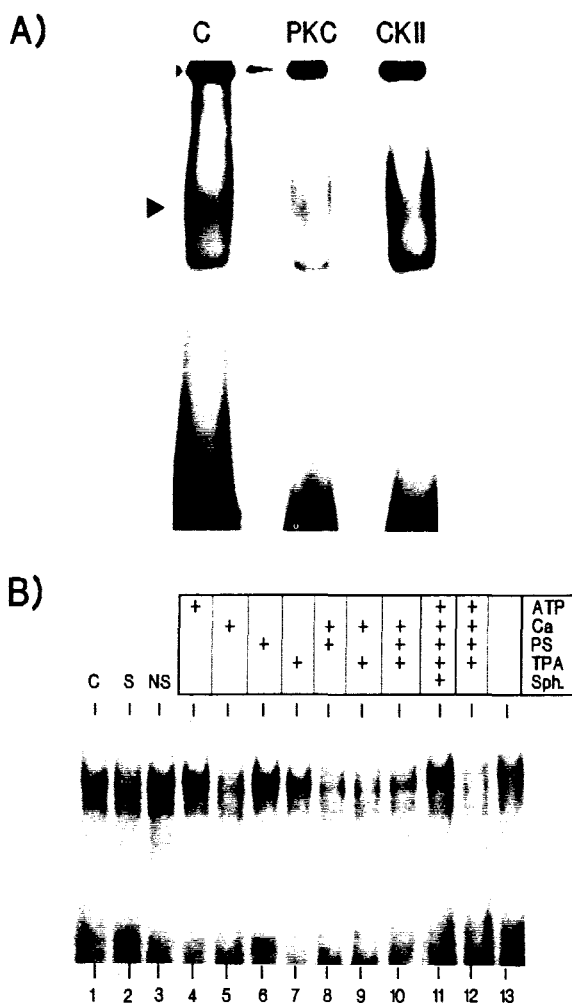 A)
C PKC CKII
B)
+ + + ATP
+ + + + + + Ca
+ + + + + PS
+ + + + + TPA
C S NS + Sph.
1 2 3 4 5 6 7 8 9 10 11 12 13